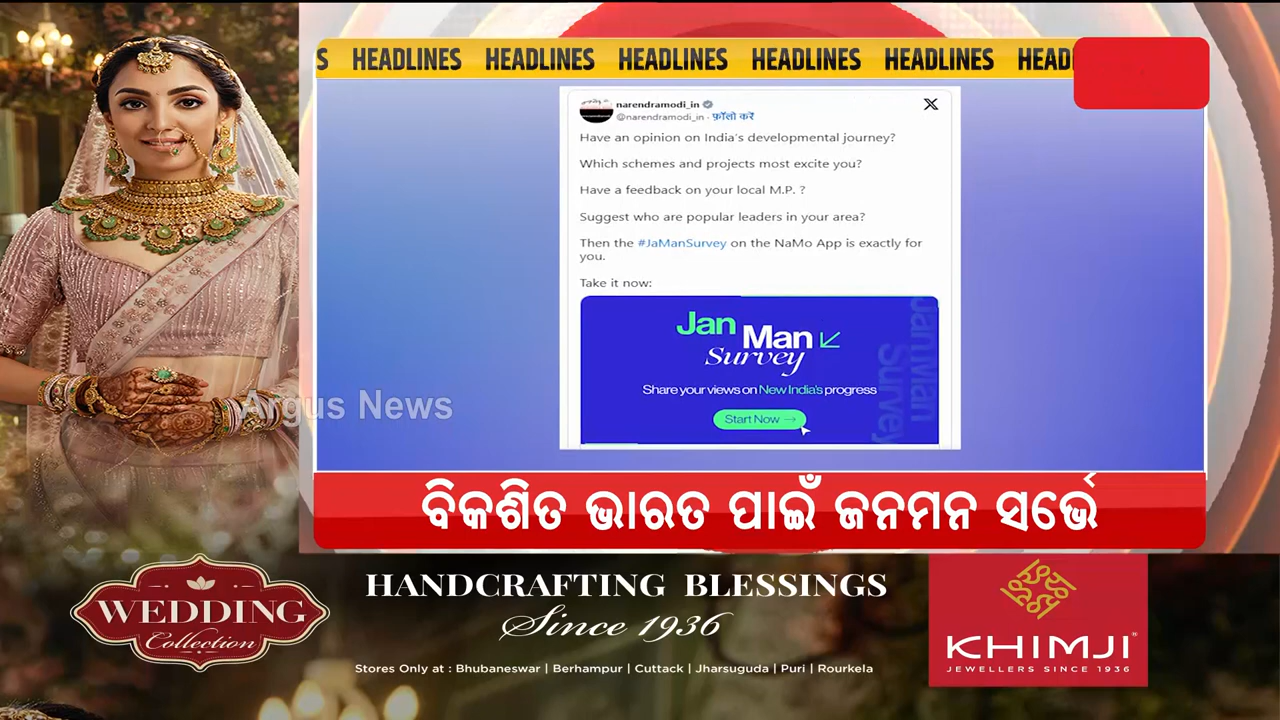 S HEADLINES HEADLINES HEADLINES HEADLINES HEADLINES HEAD
narendramodi_in
@narendramodi_in · फ़ॉलो करें
Have an opinion on India's developmental journey?
Which schemes and projects most excite you?
Have a feedback on your local M.P. ?
Suggest who are popular leaders in your area?
Then the #JaManSurvey on the NaMo App is exactly for
you.
Take it now:
Jan
Man
Survey
JanMan
Survey
Share your views on New India's progress
Start Now →
Argus News
ବିକଶିତ ଭାରତ ପାଇଁ ଜନମନ ସର୍ଭେ
WEDDING
Collection
HANDCRAFTING BLESSINGS
Since 1936
Stores Only at : Bhubaneswar | Berhampur | Cuttack | Jharsuguda | Puri | Rourkela
KHIMJI
JEWELLERS SINCE 1936